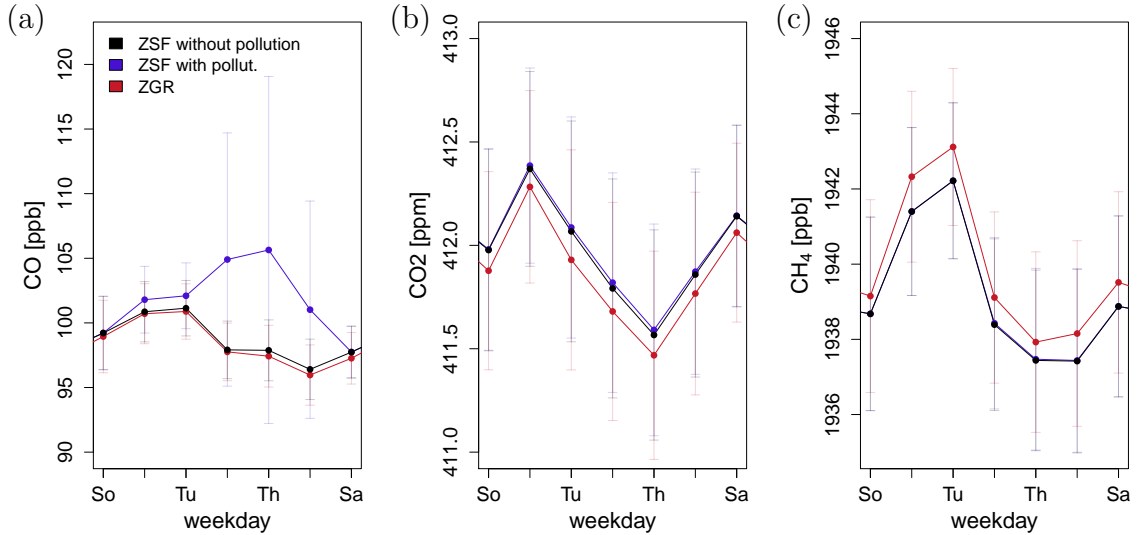 (a)
ZSF without pollution
ZSF with pollut.
ZGR
CO [ppb]
120
115
110
105
100
95
90
So
Tu
Th
Sa
weekday
(b)
CO2 [ppm]
413.0
412.5
412.0
411.5
411.0
So
Tu
Th
Sa
weekday
(c)
CH4 [ppb]
1946
1944
1942
1940
1938
1936
So
Tu
Th
Sa
weekday